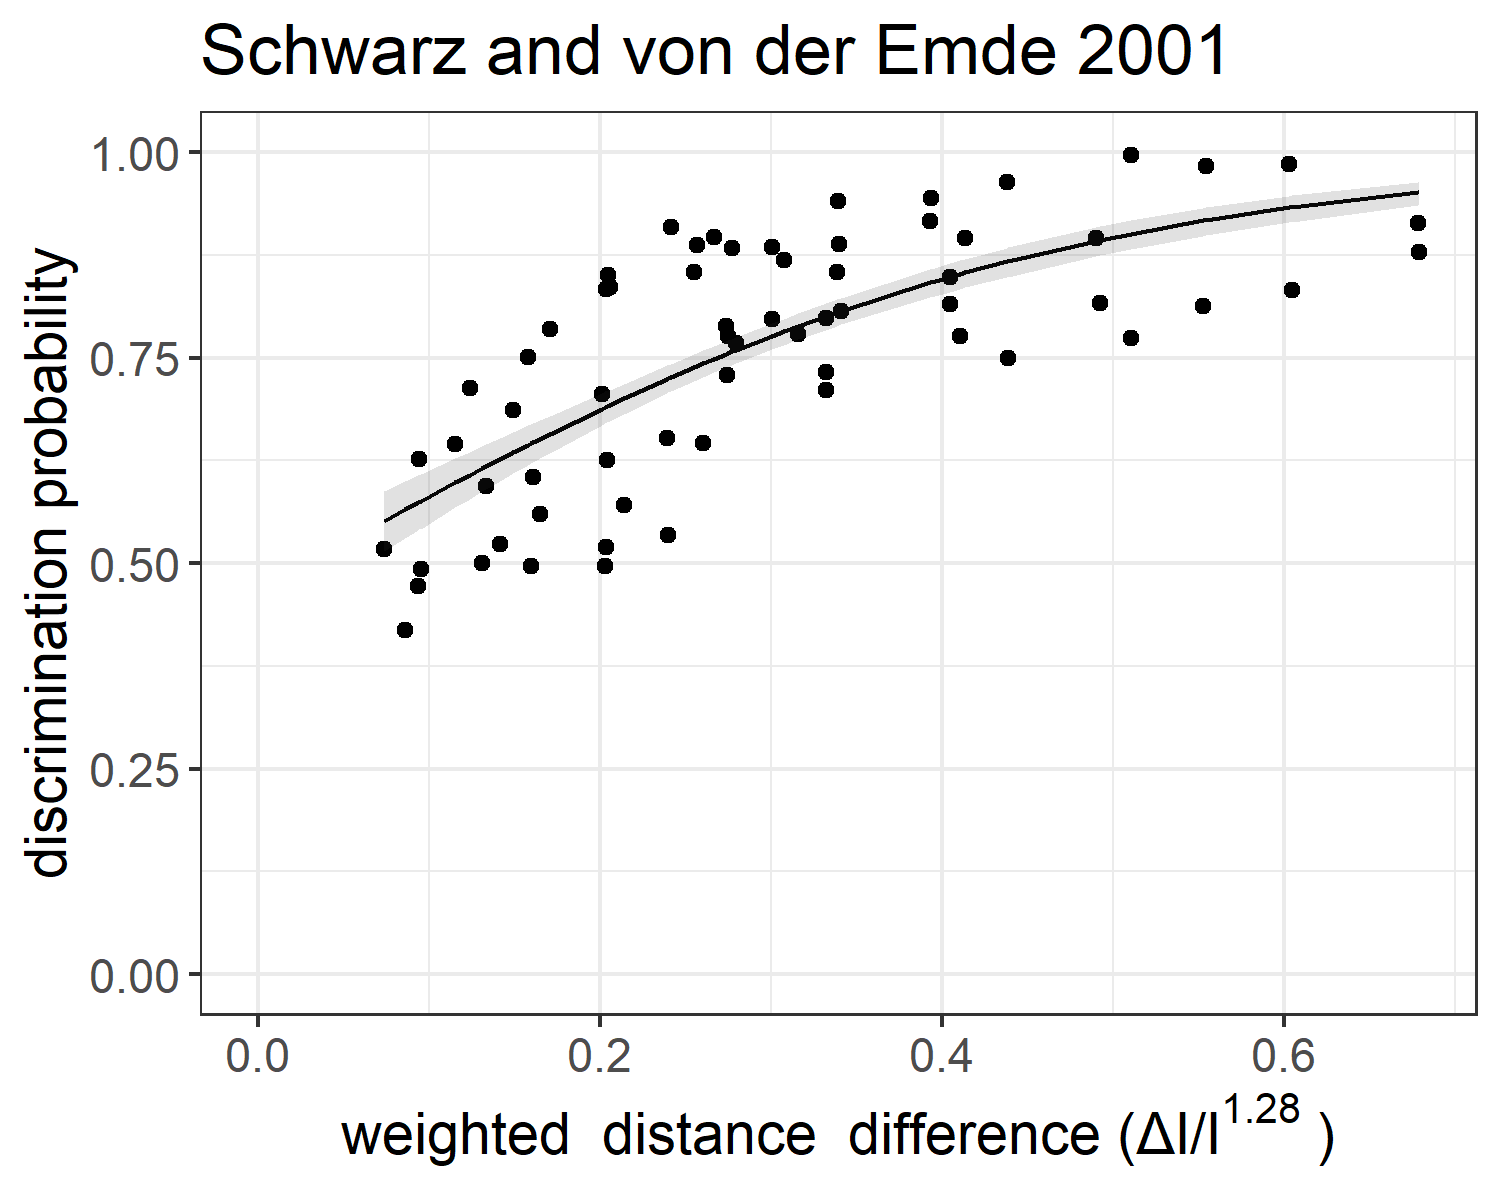 Schwarz and von der Emde 2001
discrimination probability
1.00
0.75
0.50
0.25
0.00
0.0 0.2 0.4 0.6
weighted distance difference (ΔI/I^1.28 )